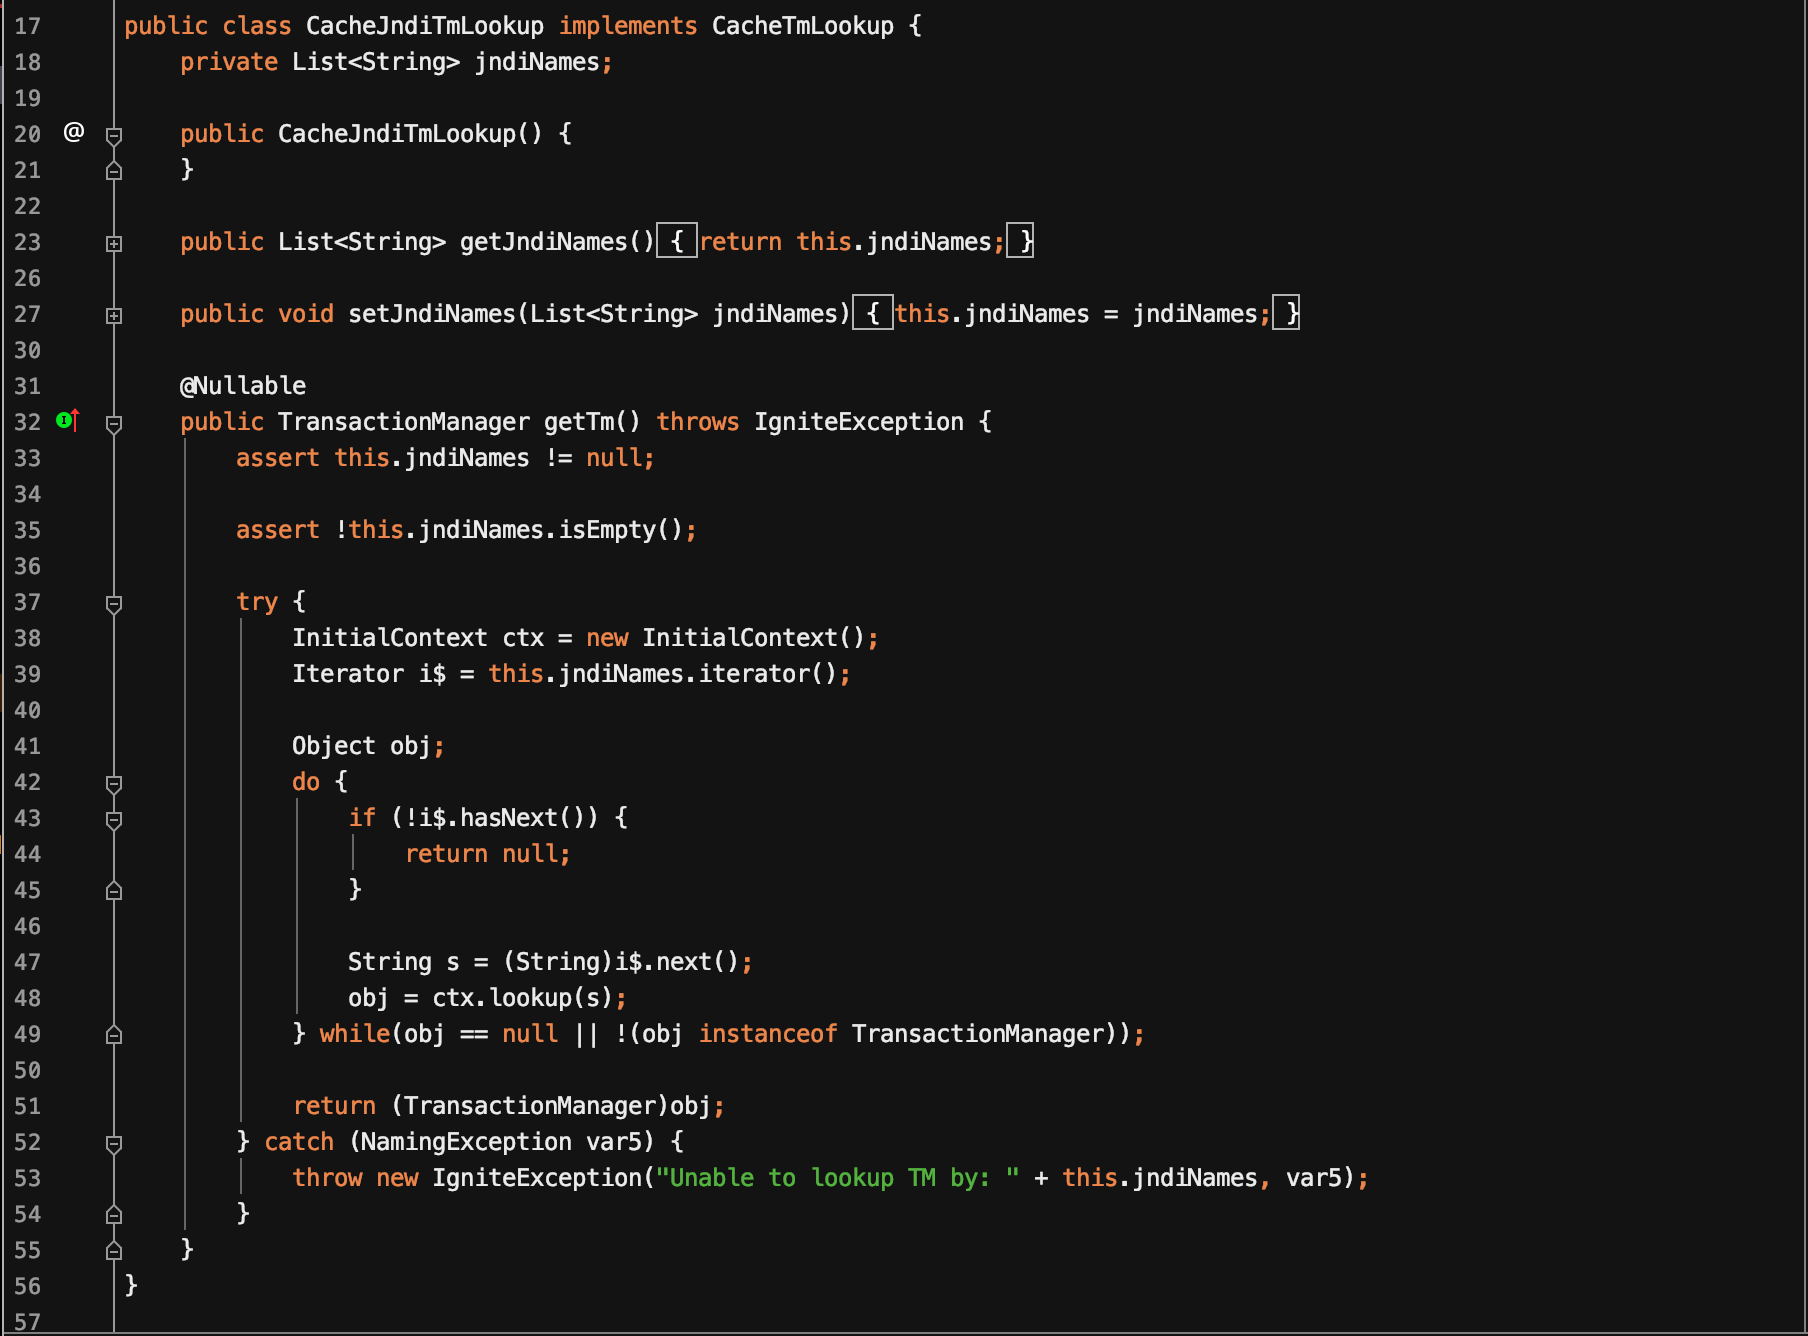 17 public class CacheJndiTmLookup implements CacheTmLookup {
18     private List<String> jndiNames;
19
20 @     public CacheJndiTmLookup() {
21     }
22
23     public List<String> getJndiNames() { return this.jndiNames; }
26
27     public void setJndiNames(List<String> jndiNames) { this.jndiNames = jndiNames; }
30
31     @Nullable
32     public TransactionManager getTm() throws IgniteException {
33         assert this.jndiNames != null;
34
35         assert !this.jndiNames.isEmpty();
36
37         try {
38             InitialContext ctx = new InitialContext();
39             Iterator i$ = this.jndiNames.iterator();
40
41             Object obj;
42             do {
43                 if (!i$.hasNext()) {
44                     return null;
45                 }
46
47                 String s = (String)i$.next();
48                 obj = ctx.lookup(s);
49             } while(obj == null || !(obj instanceof TransactionManager));
50
51             return (TransactionManager)obj;
52         } catch (NamingException var5) {
53             throw new IgniteException("Unable to lookup TM by: " + this.jndiNames, var5);
54         }
55     }
56 }
57